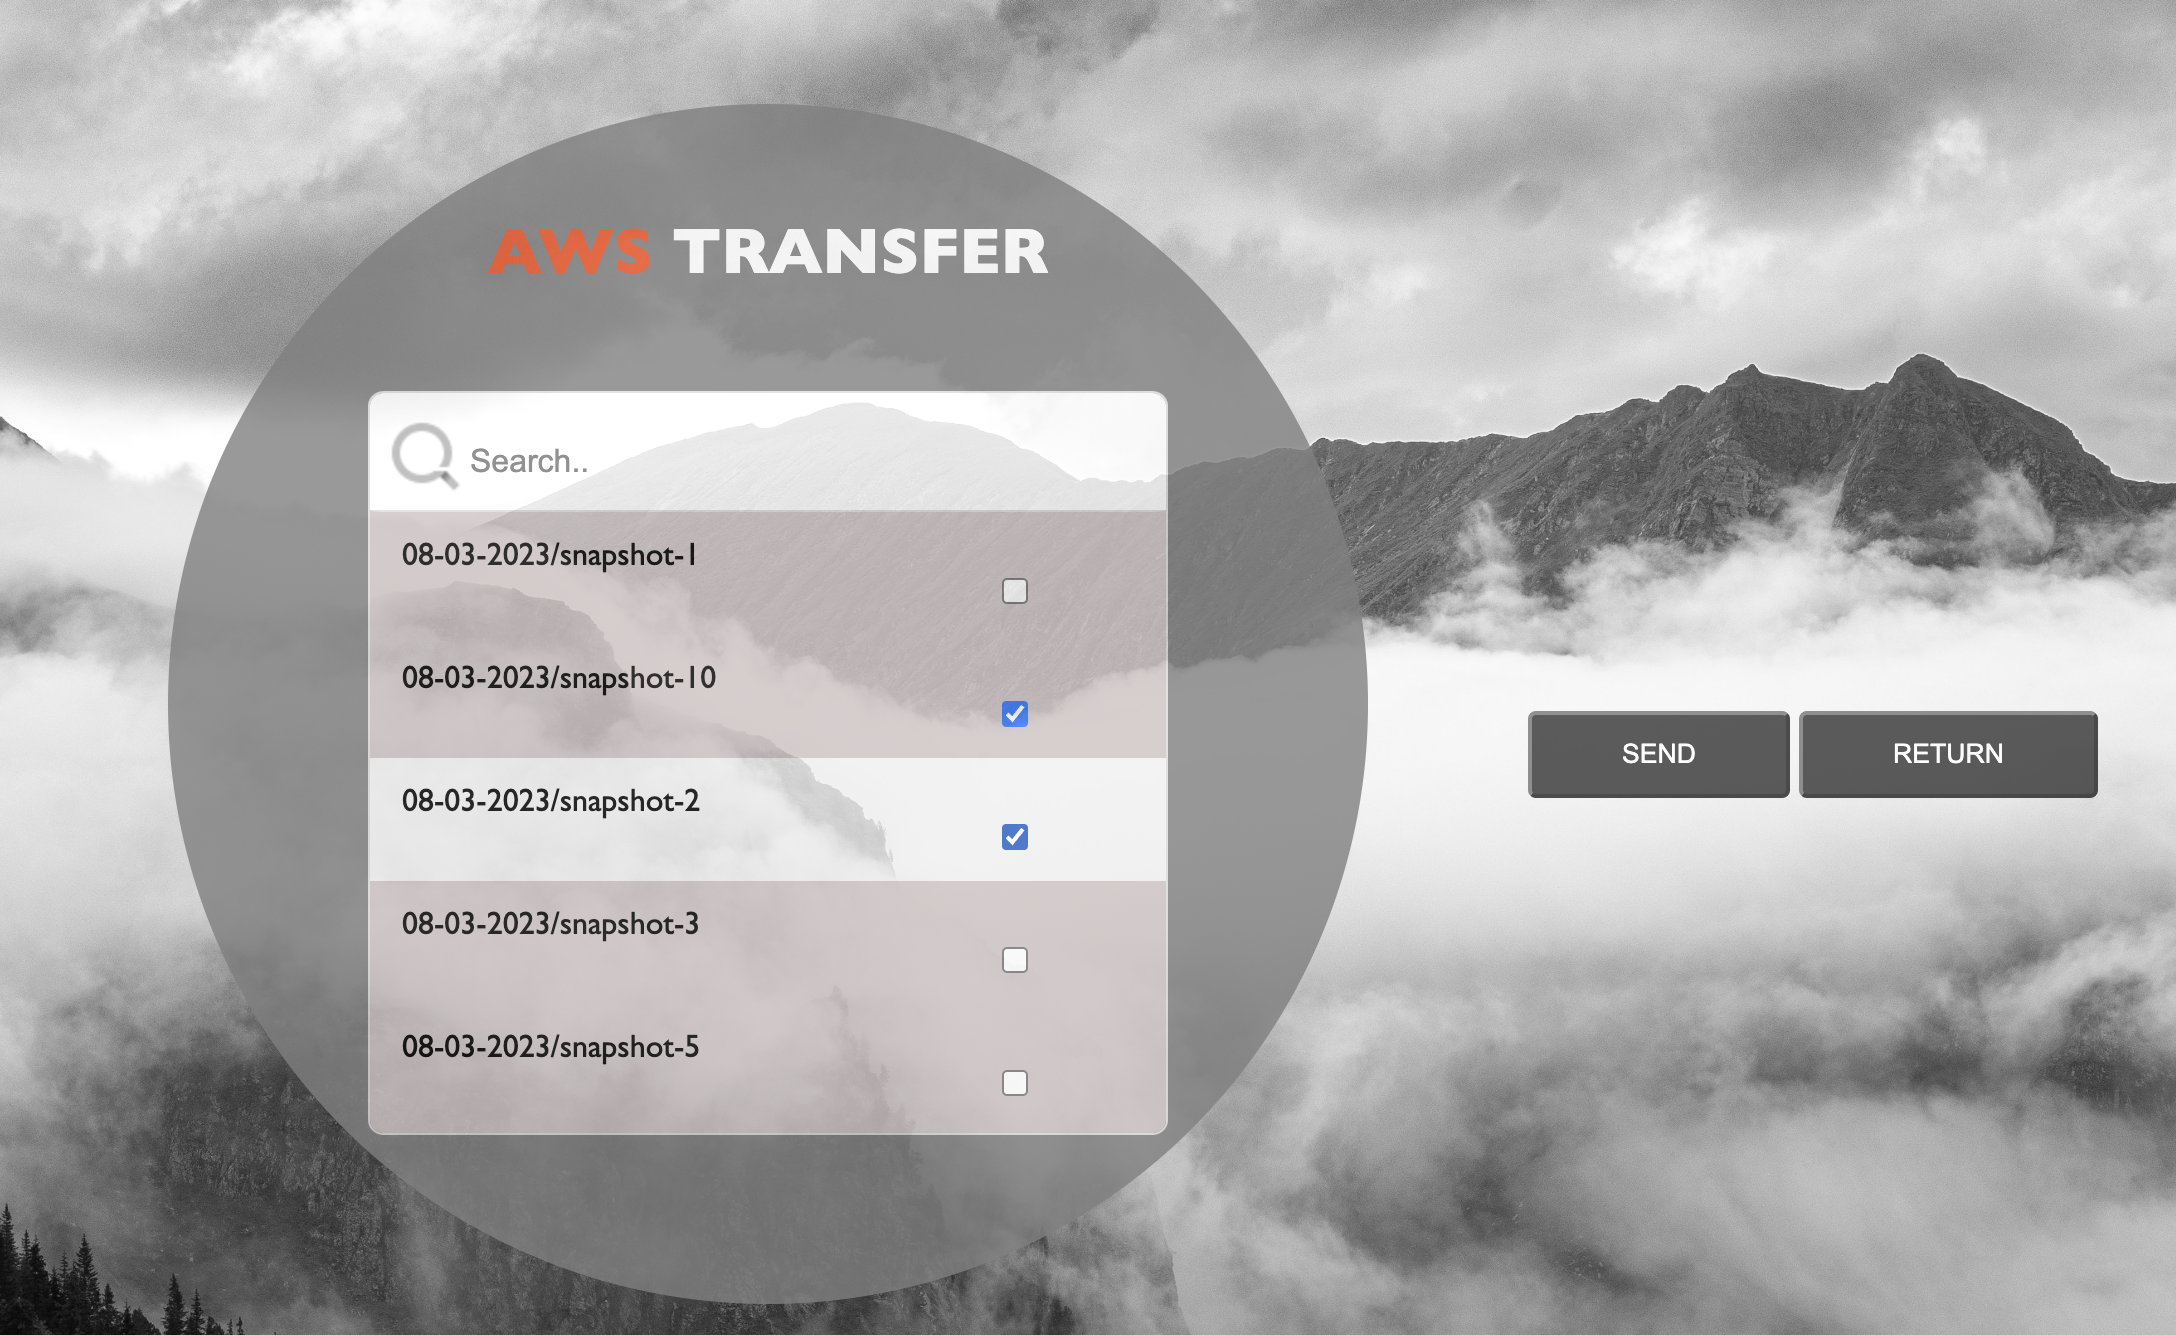 AWS TRANSFER
Search..
08-03-2023/snapshot-1
08-03-2023/snapshot-10
08-03-2023/snapshot-2
08-03-2023/snapshot-3
08-03-2023/snapshot-5
SEND
RETURN